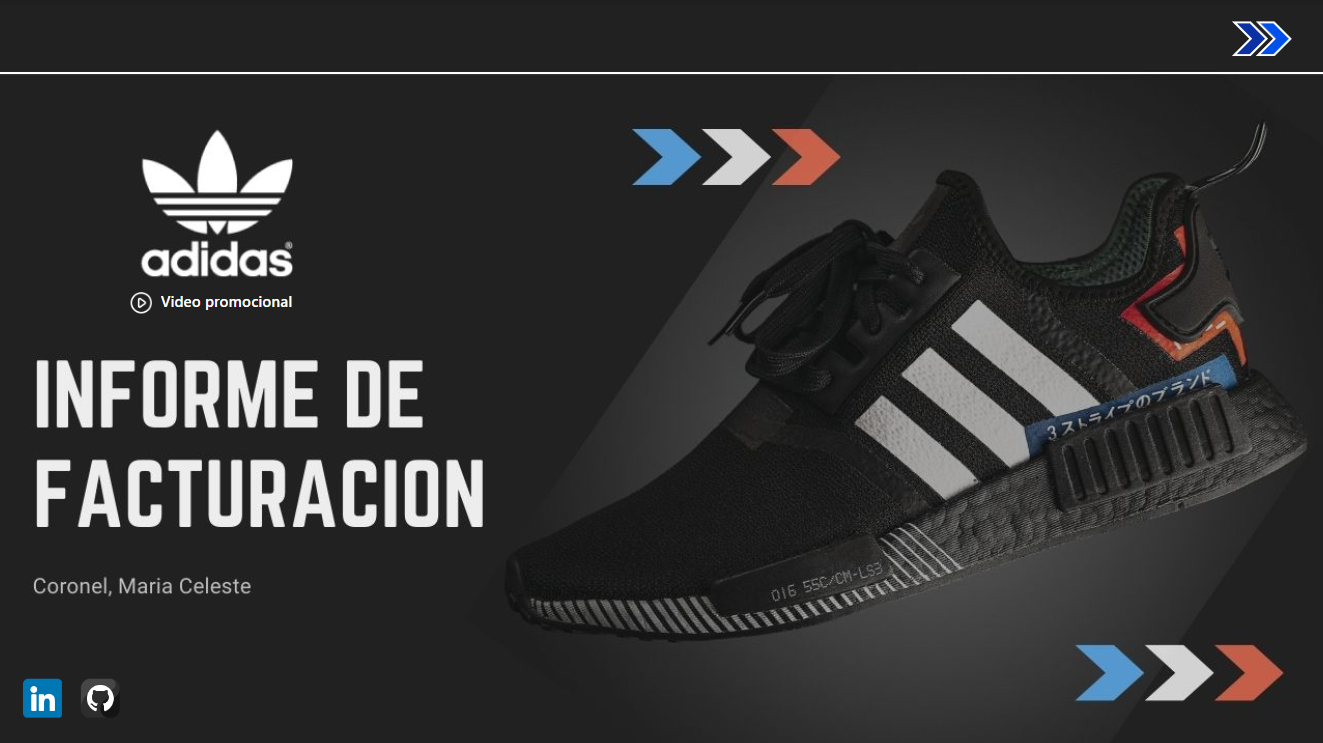 adidas®
Video promocional
INFORME DE
FACTURACION
Coronel, Maria Celeste
3 ストライプのブランド
016 55C/CM-LS3
in